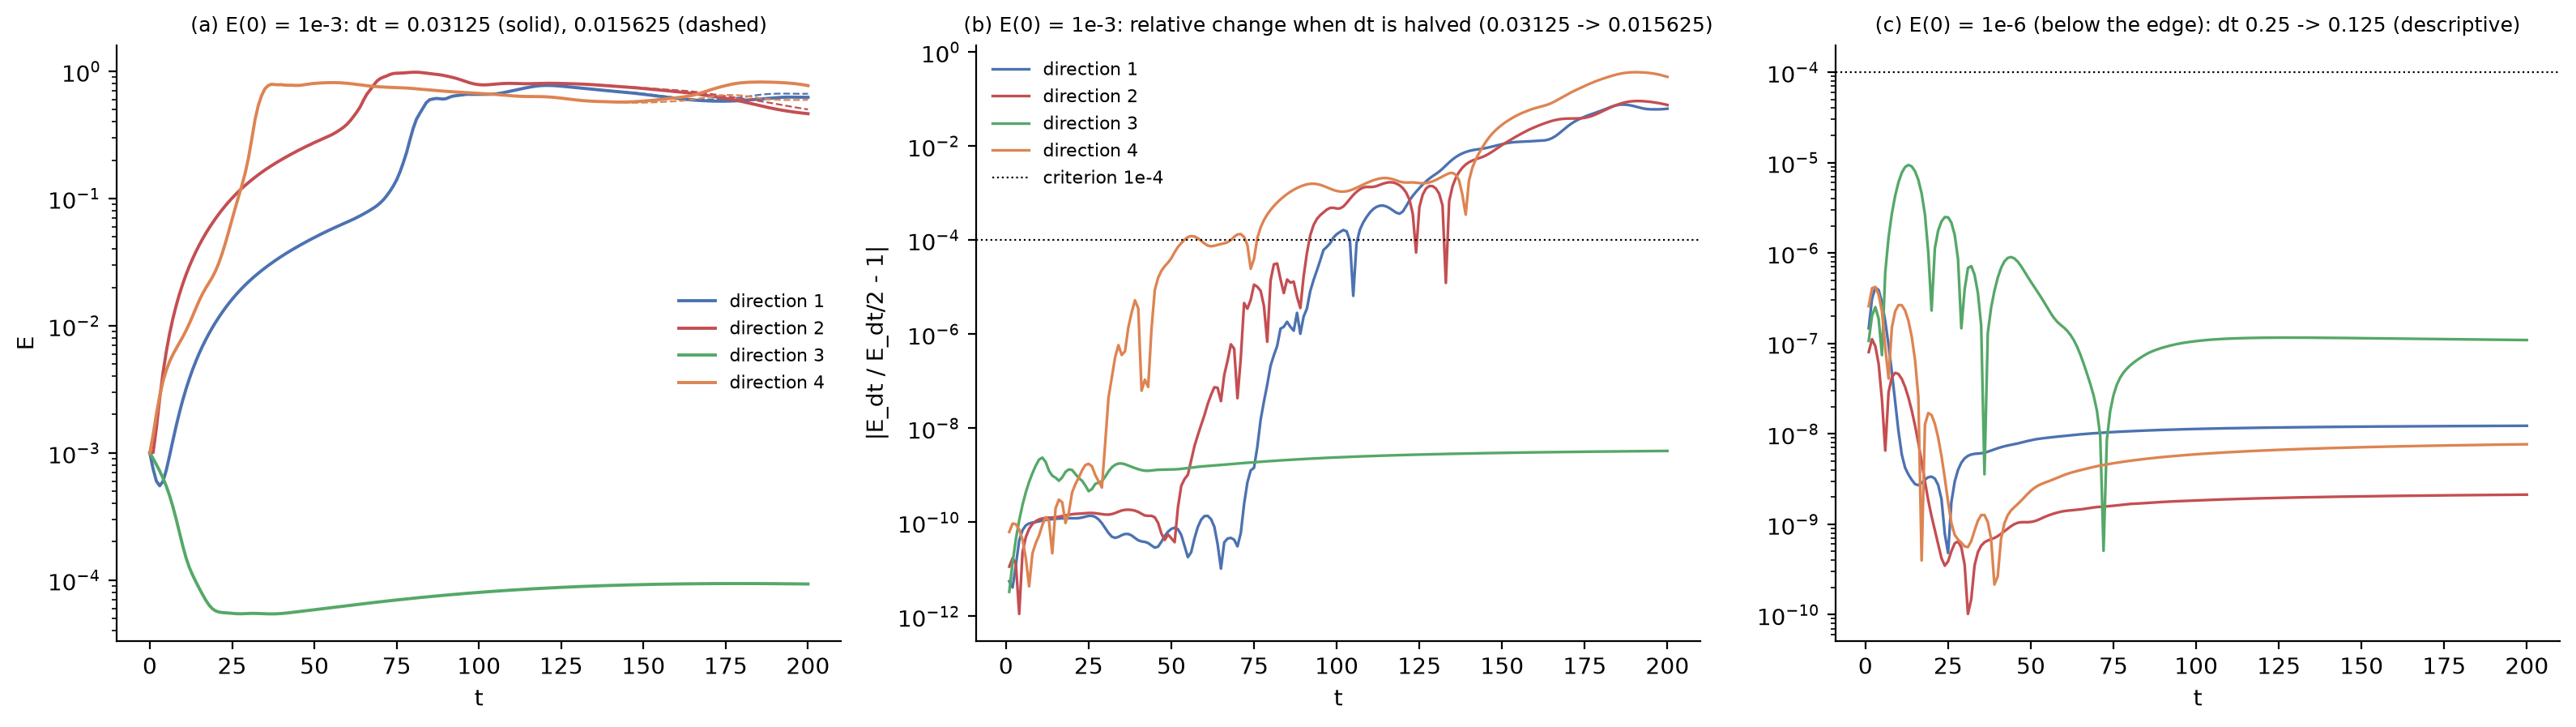 (a) E(0) = 1e-3: dt = 0.03125 (solid), 0.015625 (dashed)
E
10⁰
10⁻¹
10⁻²
10⁻³
10⁻⁴
direction 1
direction 2
direction 3
direction 4
0 25 50 75 100 125 150 175 200
t
(b) E(0) = 1e-3: relative change when dt is halved (0.03125 -> 0.015625)
|E_dt / E_dt/2 - 1|
10⁰
10⁻²
10⁻⁴
10⁻⁶
10⁻⁸
10⁻¹⁰
10⁻¹²
direction 1
direction 2
direction 3
direction 4
criterion 1e-4
0 25 50 75 100 125 150 175 200
t
(c) E(0) = 1e-6 (below the edge): dt 0.25 -> 0.125 (descriptive)
10⁻⁴
10⁻⁵
10⁻⁶
10⁻⁷
10⁻⁸
10⁻⁹
10⁻¹⁰
0 25 50 75 100 125 150 175 200
t